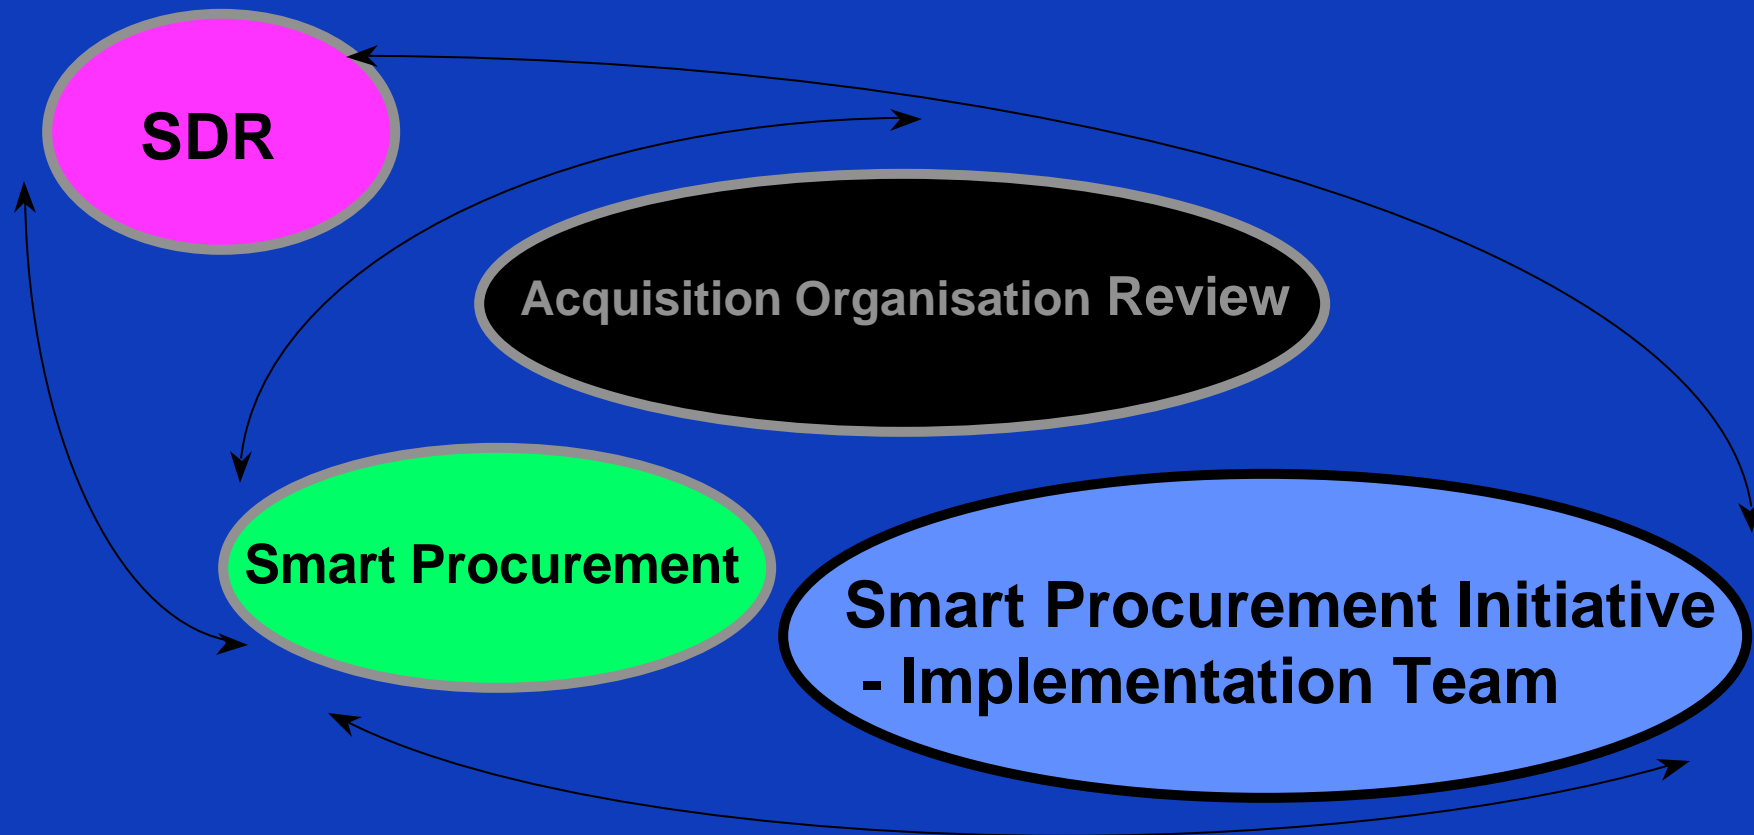 SDR
Acquisition Organisation Review
Smart Procurement
Smart Procurement Initiative
- Implementation Team